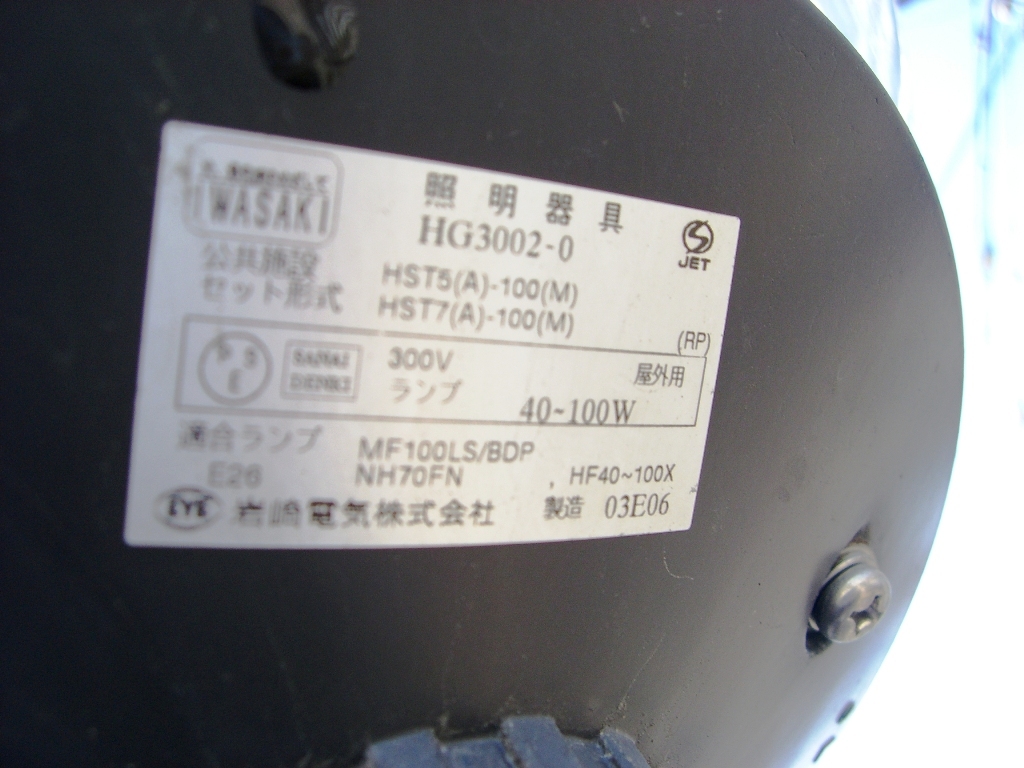 IWASAKI
照明器具
HG3002-0
JET
公共施設
セット形式
HST5(A)-100(M)
HST7(A)-100(M)
(RP)
P S E
300V
ランプ
屋外用
40~100W
適合ランプ
E26
MF100LS/BDP
NH70FN
HF40~100X
EYE 岩崎電気株式会社
製造 03E06